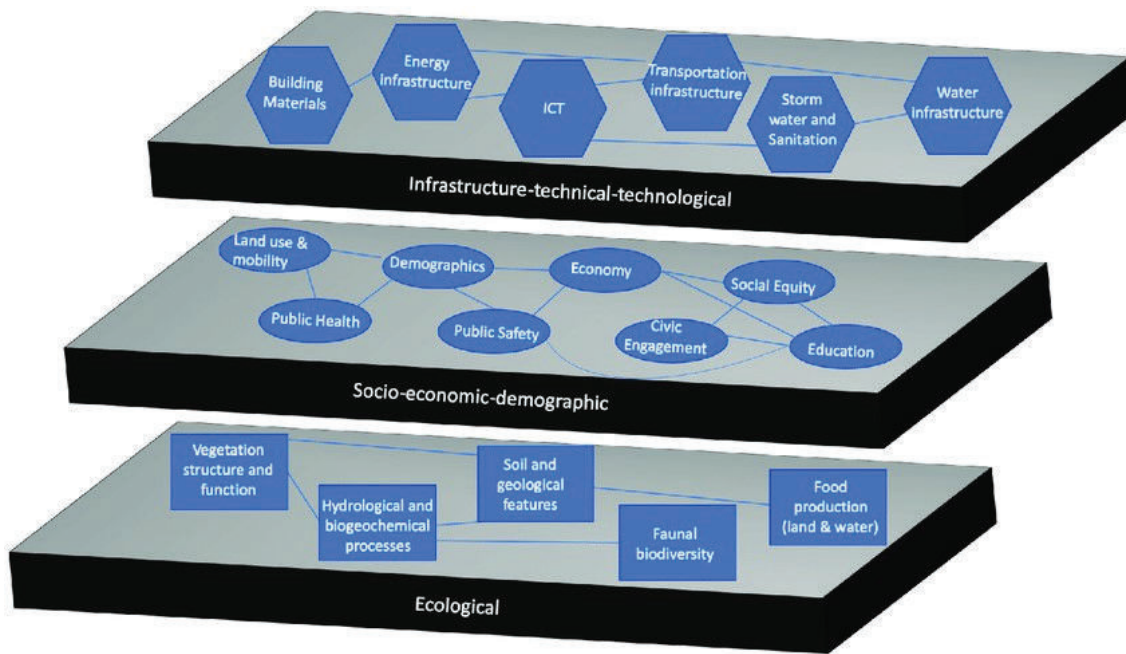 Building
Materials
Energy
infrastructure
ICT
Transportation
infrastructure
Storm
water and
Sanitation
Water
infrastructure
Infrastructure-technical-technological
Land use &
mobility
Demographics
Economy
Social Equity
Public Health
Public Safety
Civic
Engagement
Education
Socio-economic-demographic
Vegetation
structure and
function
Hydrological and
biogeochemical
processes
Soil and
geological
features
Faunal
biodiversity
Food
production
(land & water)
Ecological